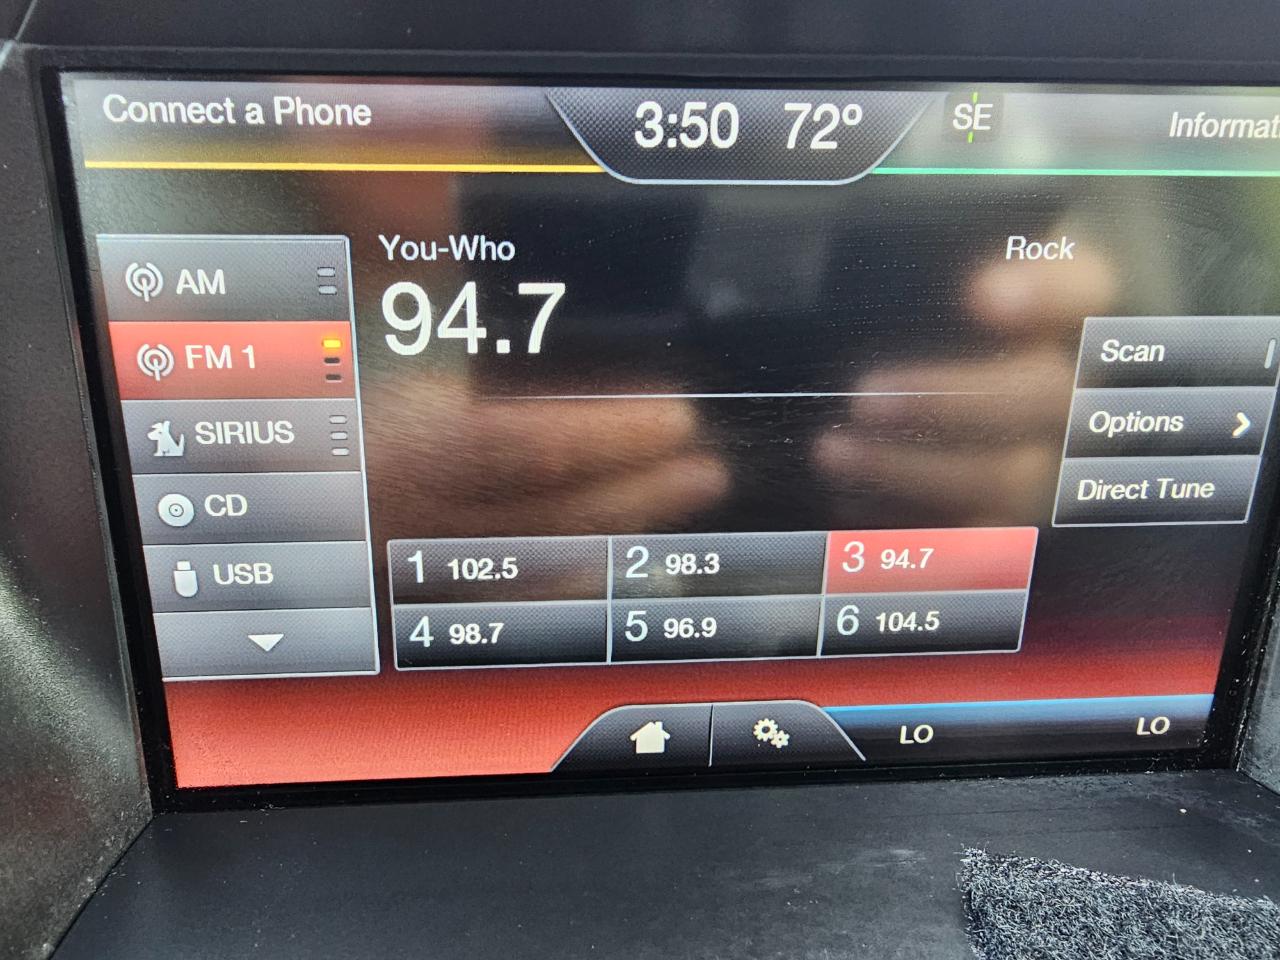 Connect a Phone
3:50 72º
SE
Informat
AM
FM 1
SIRIUS
CD
USB
You-Who
Rock
94.7
Scan
Options
Direct Tune
1 102.5
2 98.3
3 94.7
4 98.7
5 96.9
6 104.5
LO
LO